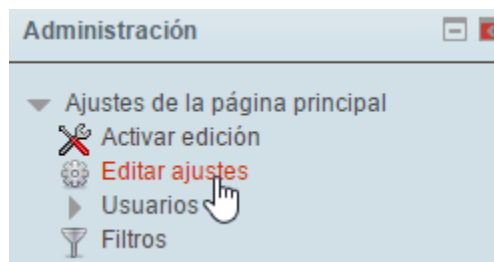 Administración
Ajustes de la página principal
Activar edición
Editar ajustes
Usuarios
Filtros